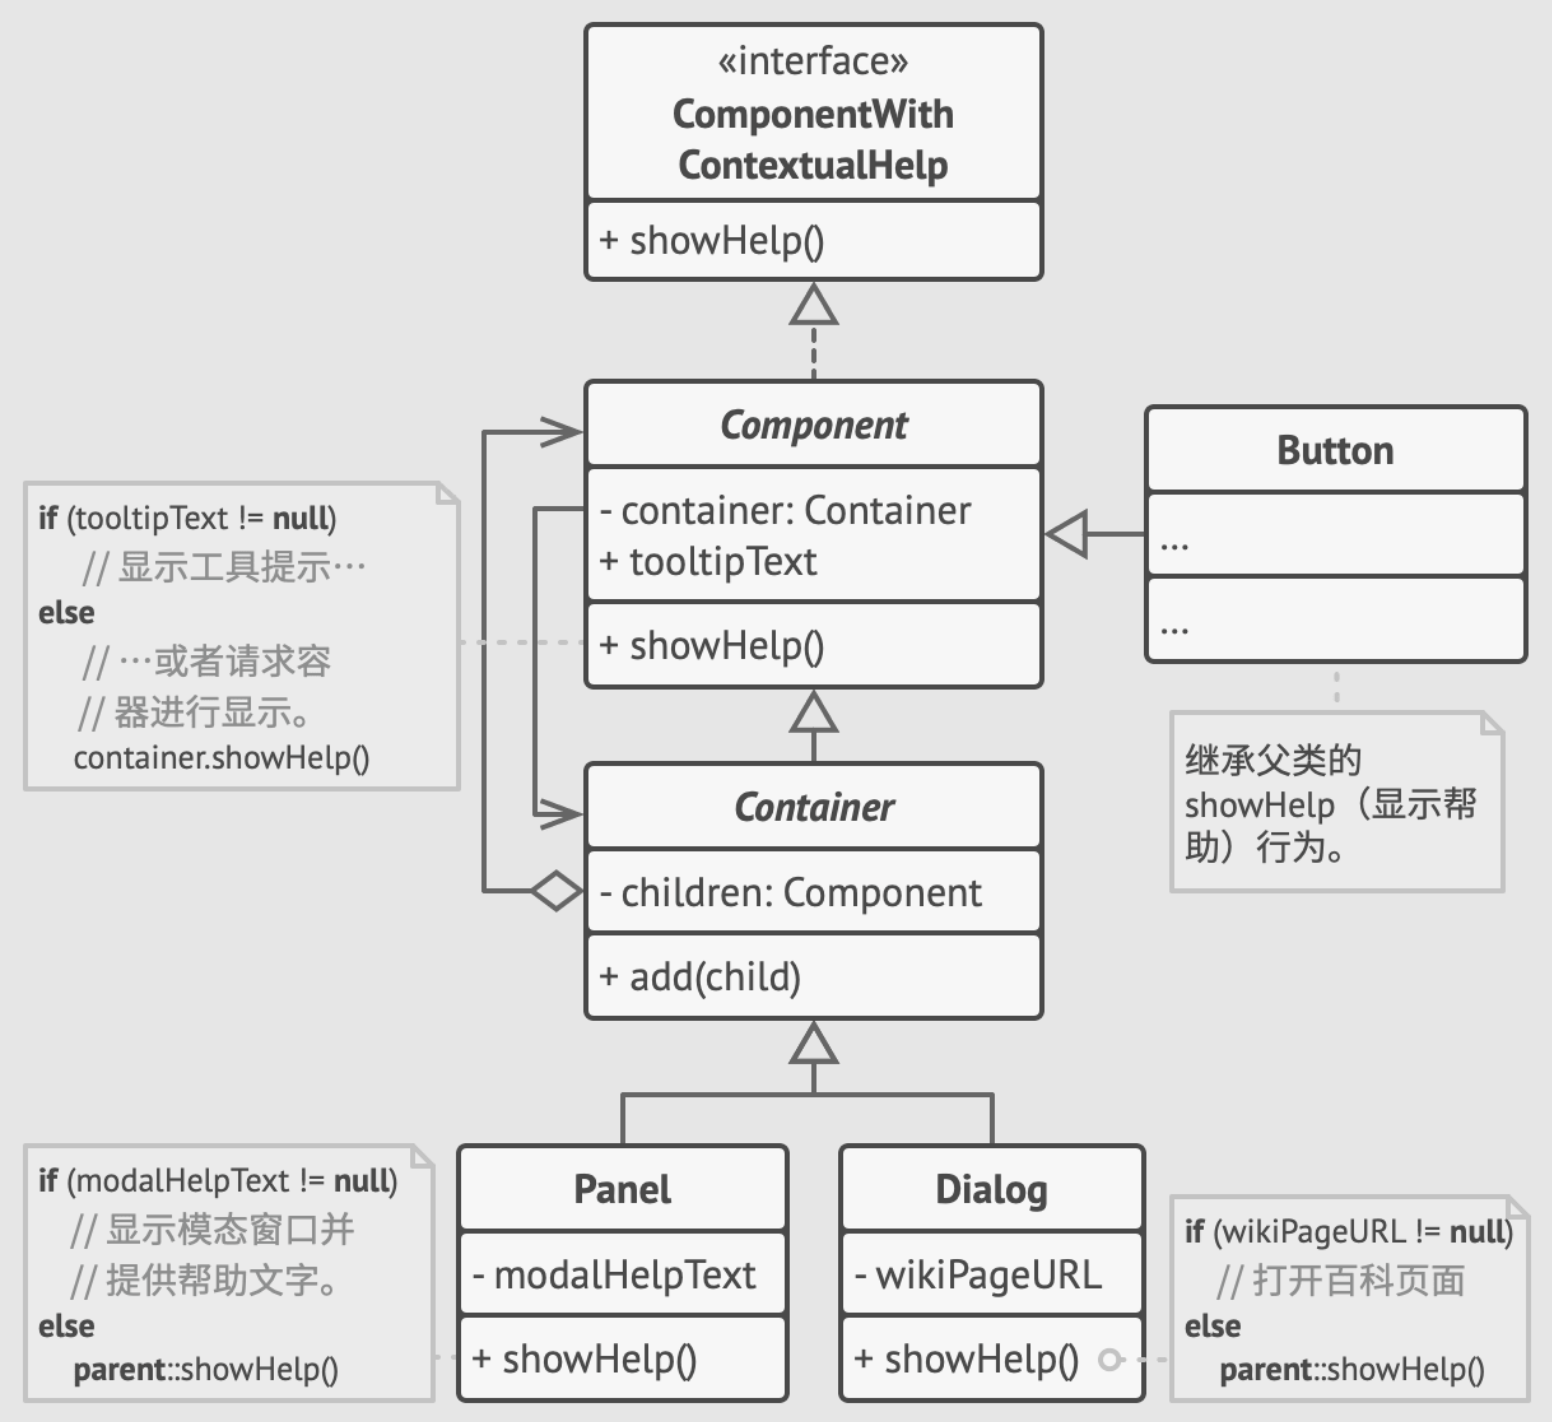 «interface»
ComponentWith
ContextualHelp
+ showHelp()
Component
- container: Container
+ tooltipText
+ showHelp()
Button
...
...
if (tooltipText != null)
// 显示工具提示…
else
// …或者请求容
// 器进行显示。
container.showHelp()
继承父类的
showHelp（显示帮
助）行为。
Container
- children: Component
+ add(child)
Panel
- modalHelpText
+ showHelp()
Dialog
- wikiPageURL
+ showHelp()
if (modalHelpText != null)
// 显示模态窗口并
// 提供帮助文字。
else
parent::showHelp()
if (wikiPageURL != null)
// 打开百科页面
else
parent::showHelp()